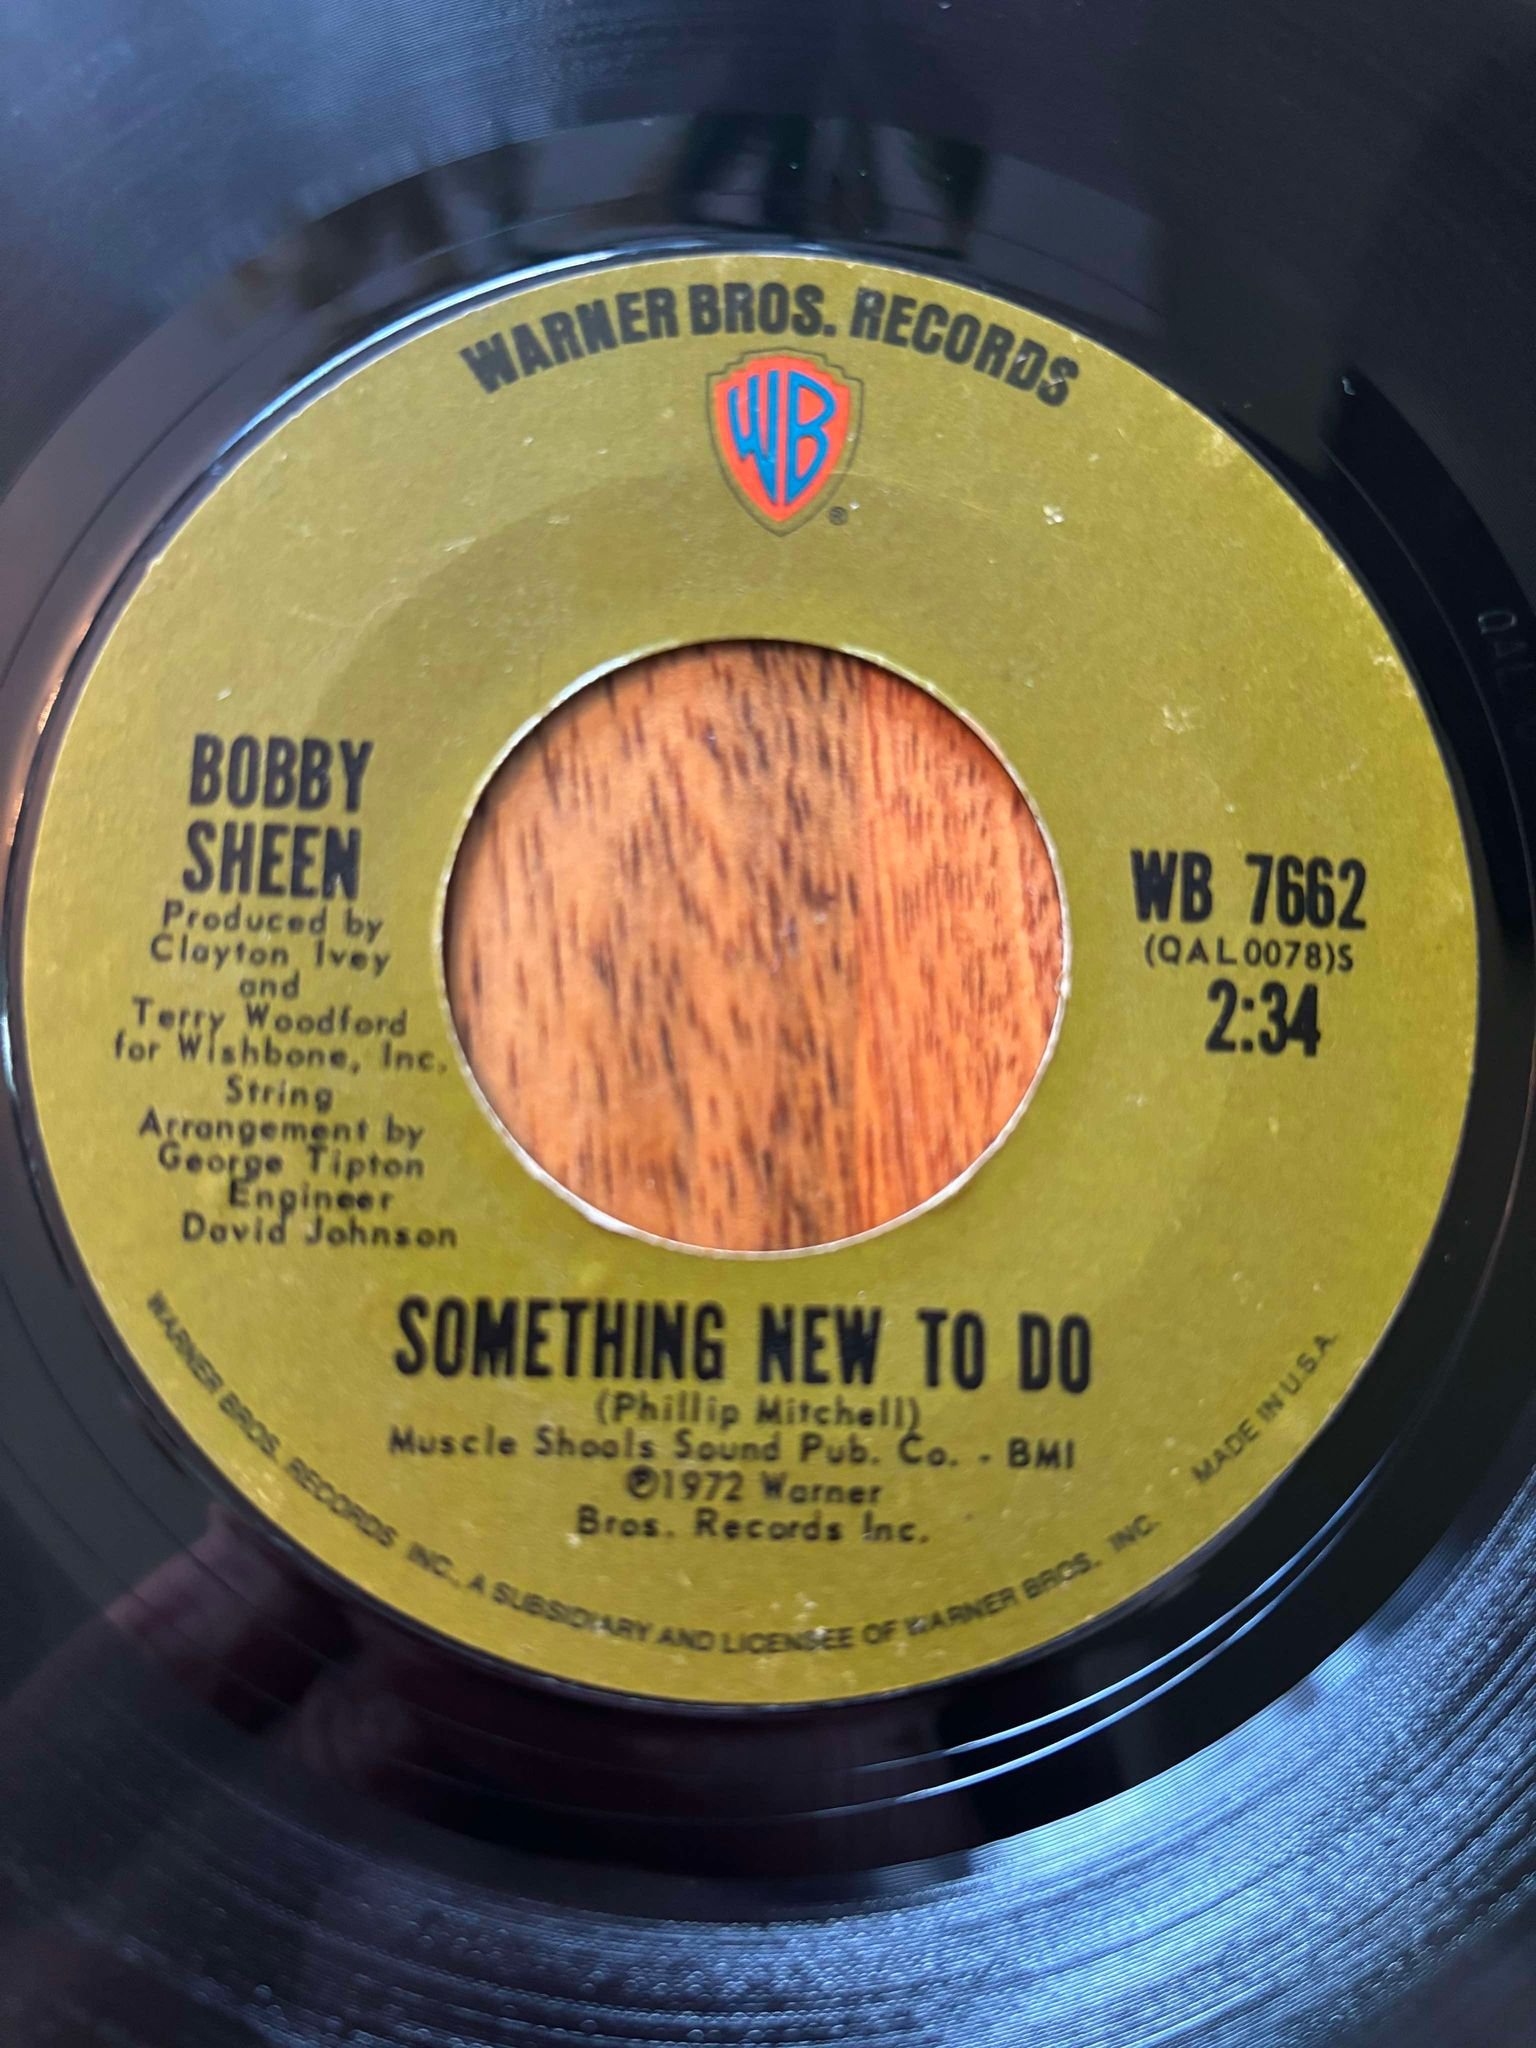 WARNER BROS. RECORDS
WB
®
BOBBY
SHEEN
Produced by
Clayton Ivey
and
Terry Woodford
for Wishbone, Inc.
String
Arrangement by
George Tipton
Engineer
David Johnson
WB 7662
(QAL0078)S
2:34
SOMETHING NEW TO DO
(Phillip Mitchell)
Muscle Shoals Sound Pub. Co. - BMI
℗1972 Warner
Bros. Records Inc.
WARNER BROS. RECORDS INC., A SUBSIDIARY AND LICENSEE OF WARNER BROS. INC.
MADE IN U.S.A.